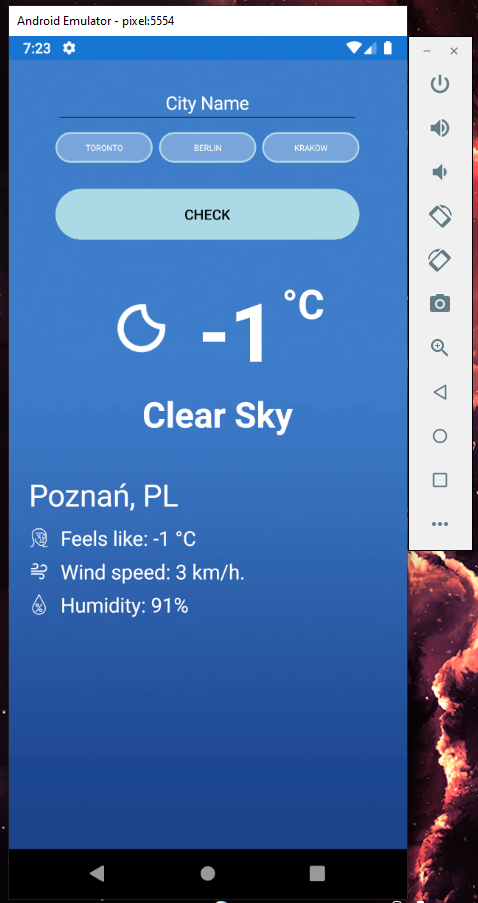 Android Emulator - pixel:5554
7:23
City Name
TORONTO BERLIN KRAKOW
CHECK
-1 °C
Clear Sky
Poznań, PL
Feels like: -1 °C
Wind speed: 3 km/h.
Humidity: 91%